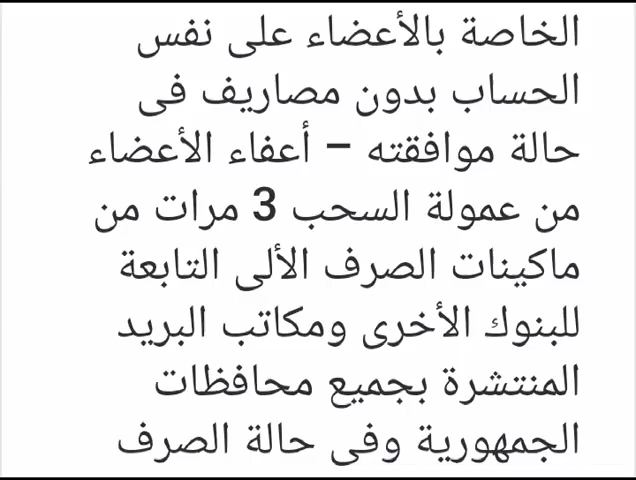 الخاصة بالأعضاء على نفس
الحساب بدون مصاريف فى
حالة موافقته – أعفاء الأعضاء
من عمولة السحب 3 مرات من
ماكينات الصرف الألى التابعة
للبنوك الأخرى ومكاتب البريد
المنتشرة بجميع محافظات
الجمهورية وفى حالة الصرف